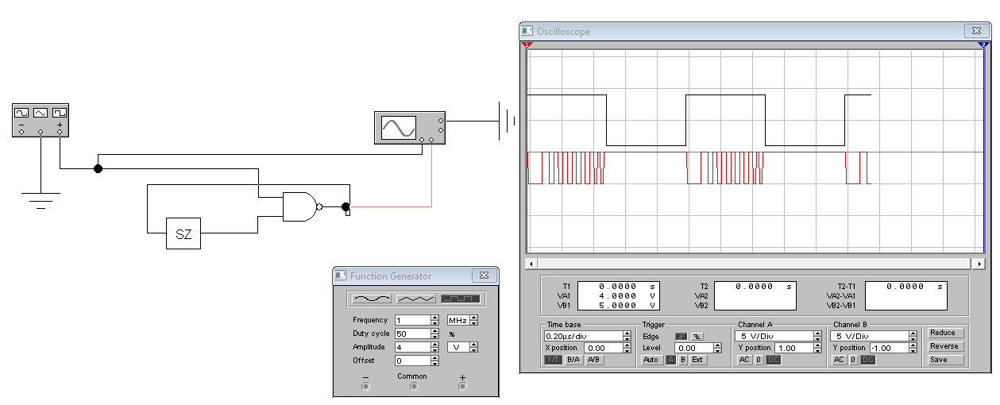 Oscilloscope
1
2
− +
SZ
T1 0.0000 s T2 0.0000 s T2-T1 0.0000 s
VA1 4.0000 V VA2 VA2-VA1
VB1 5.0000 V VB2 VB2-VB1
Time base Trigger Channel A Channel B
0.20µs/div Edge 5 V/Div 5 V/Div Reduce
X position 0.00 Level 0.00 Y position 1.00 Y position -1.00 Reverse
Y/T B/A A/B Auto A B Ext AC 0 DC AC 0 DC Save
Function Generator
Frequency 1 MHz
Duty cycle 50 %
Amplitude 4 V
Offset 0
− Common +